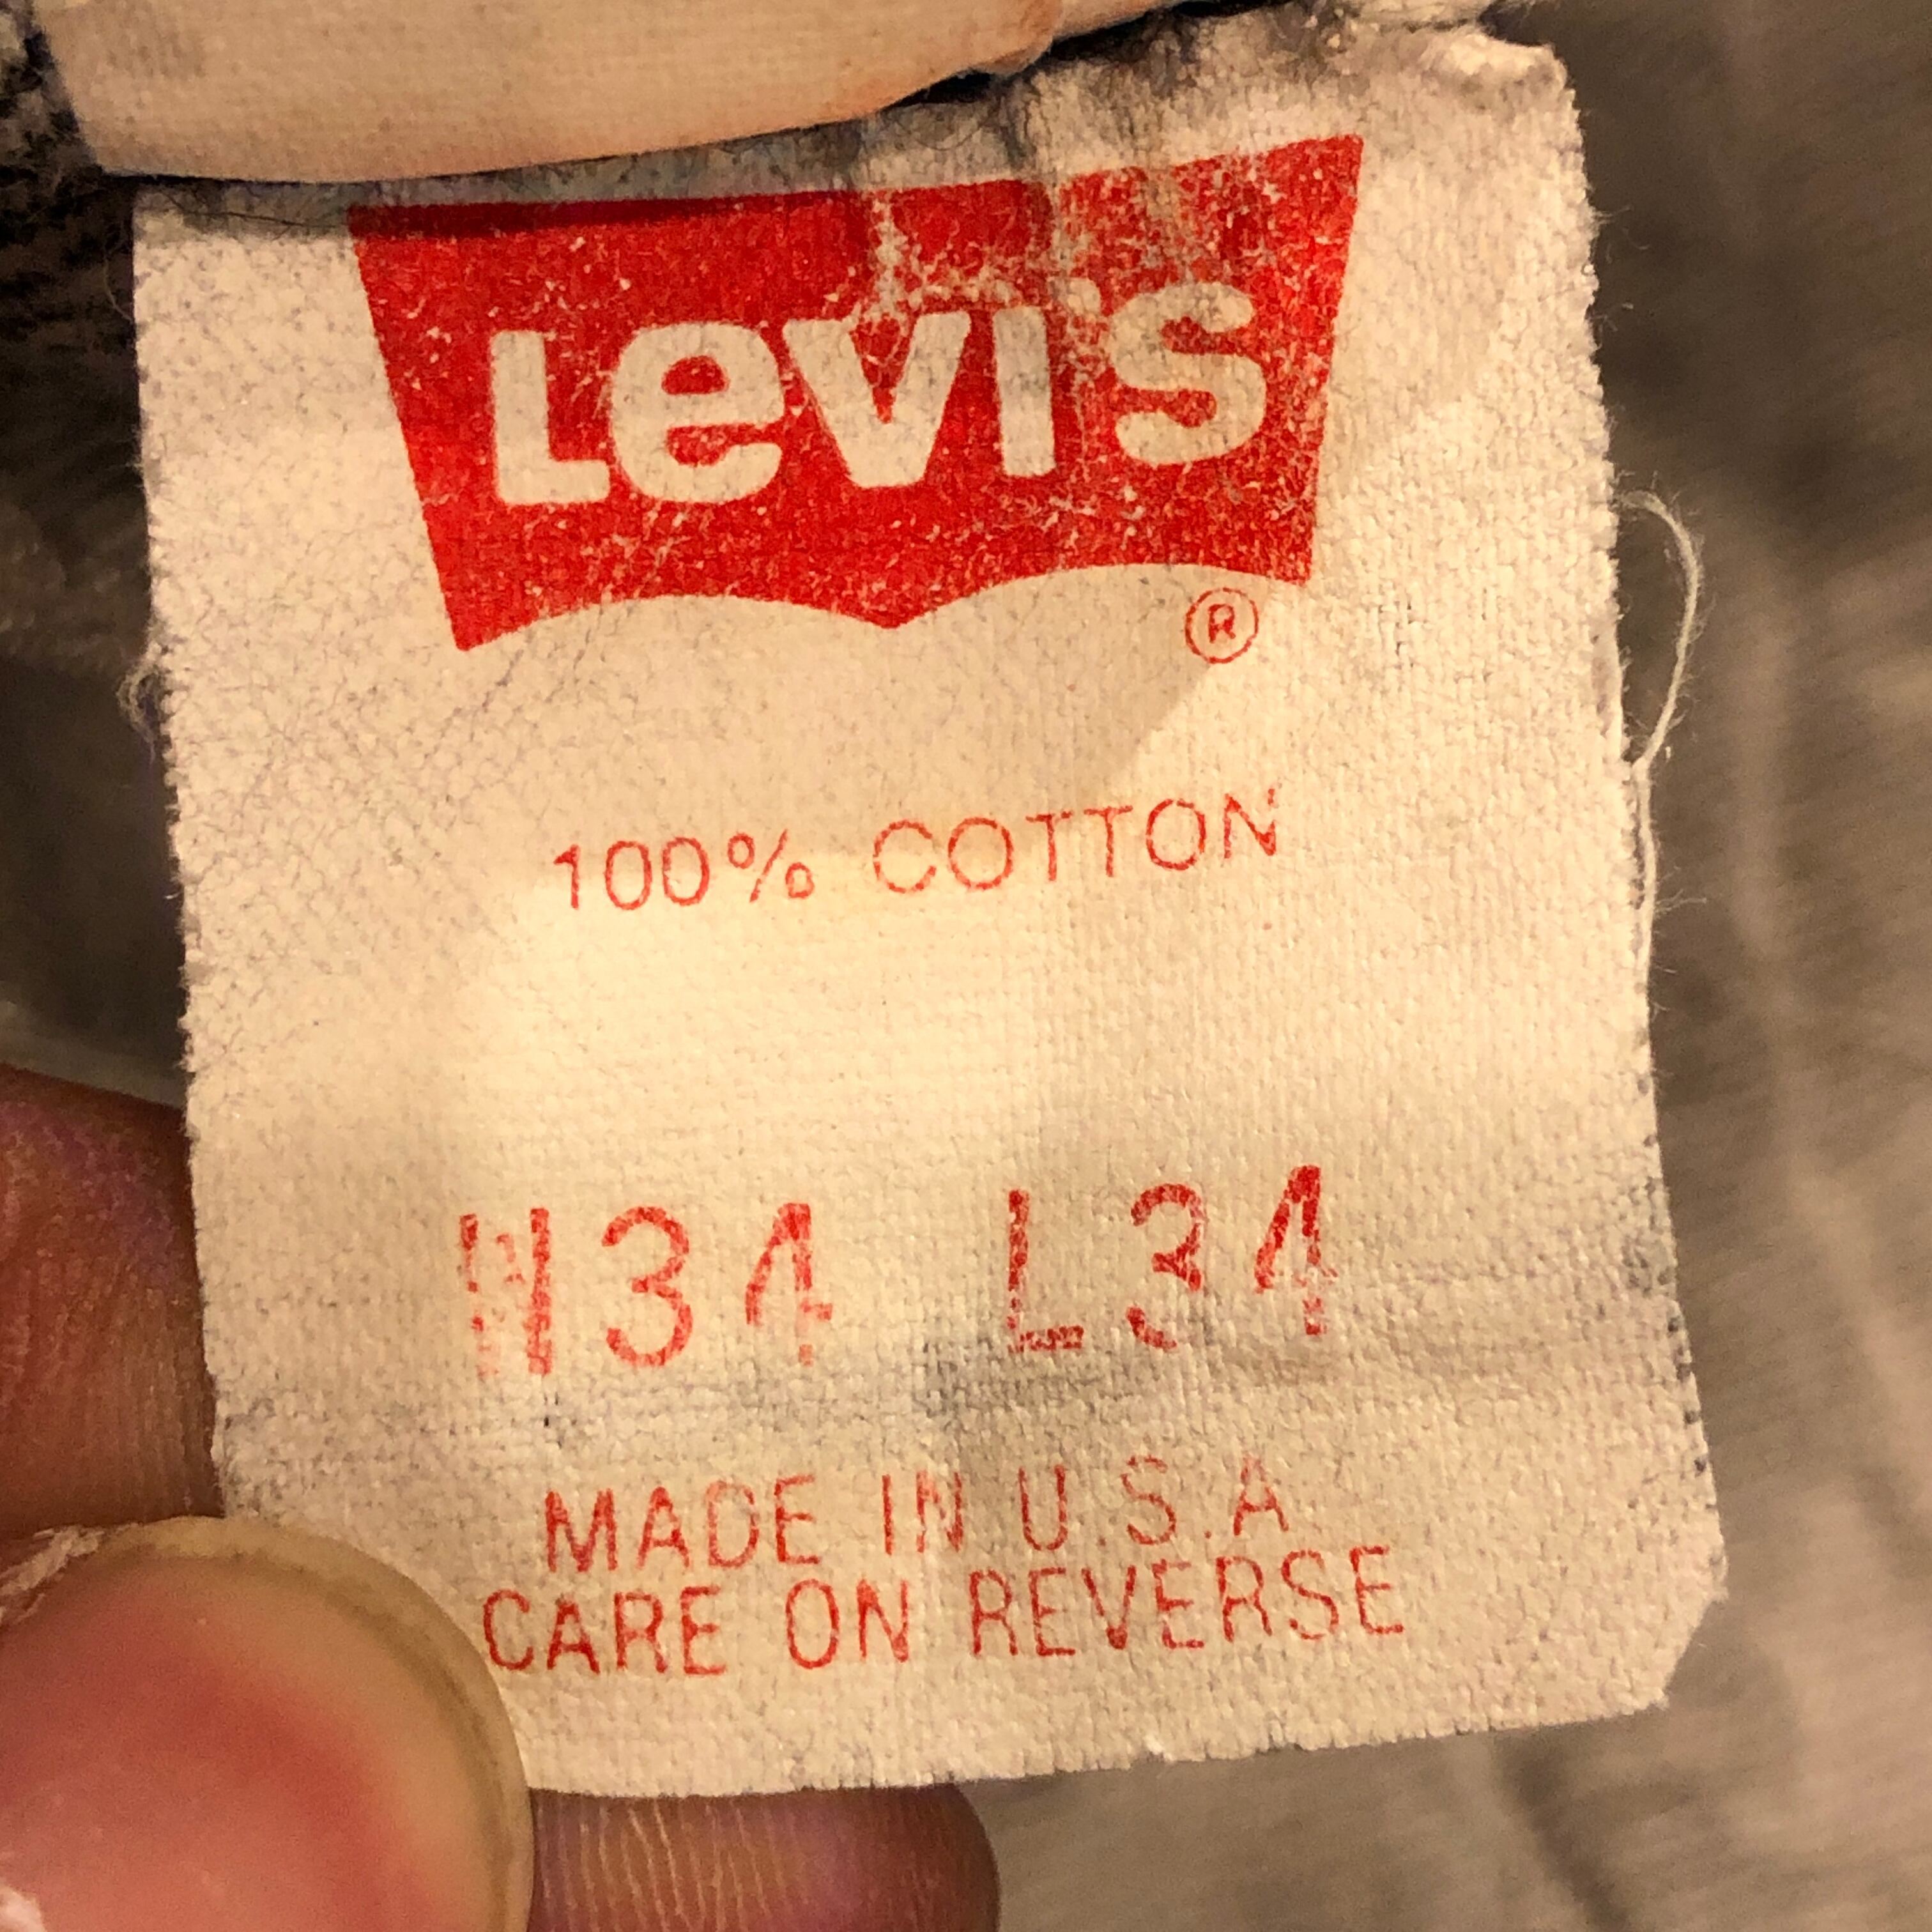 Levi's
®
100% COTTON
W34 L34
MADE IN U.S.A
CARE ON REVERSE